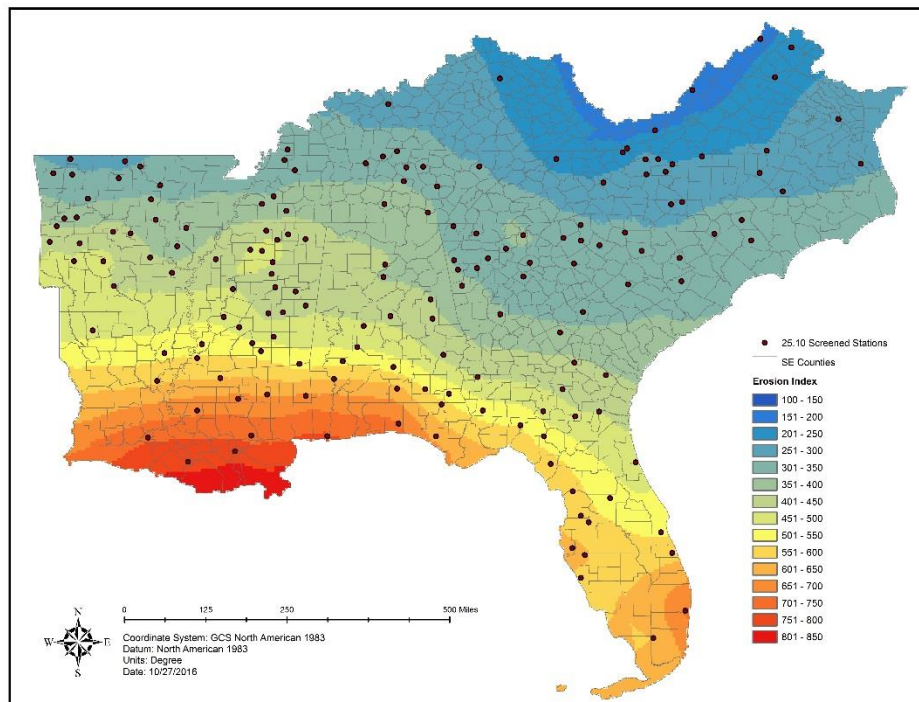 25.10 Screened Stations
SE Counties
Erosion Index
100 - 150
151 - 200
201 - 250
251 - 300
301 - 350
351 - 400
401 - 450
451 - 500
501 - 550
551 - 600
601 - 650
651 - 700
701 - 750
751 - 800
801 - 850
0 125 250 500 Miles
N
W E
S
Coordinate System: GCS North American 1983
Datum: North American 1983
Units: Degree
Date: 10/27/2016